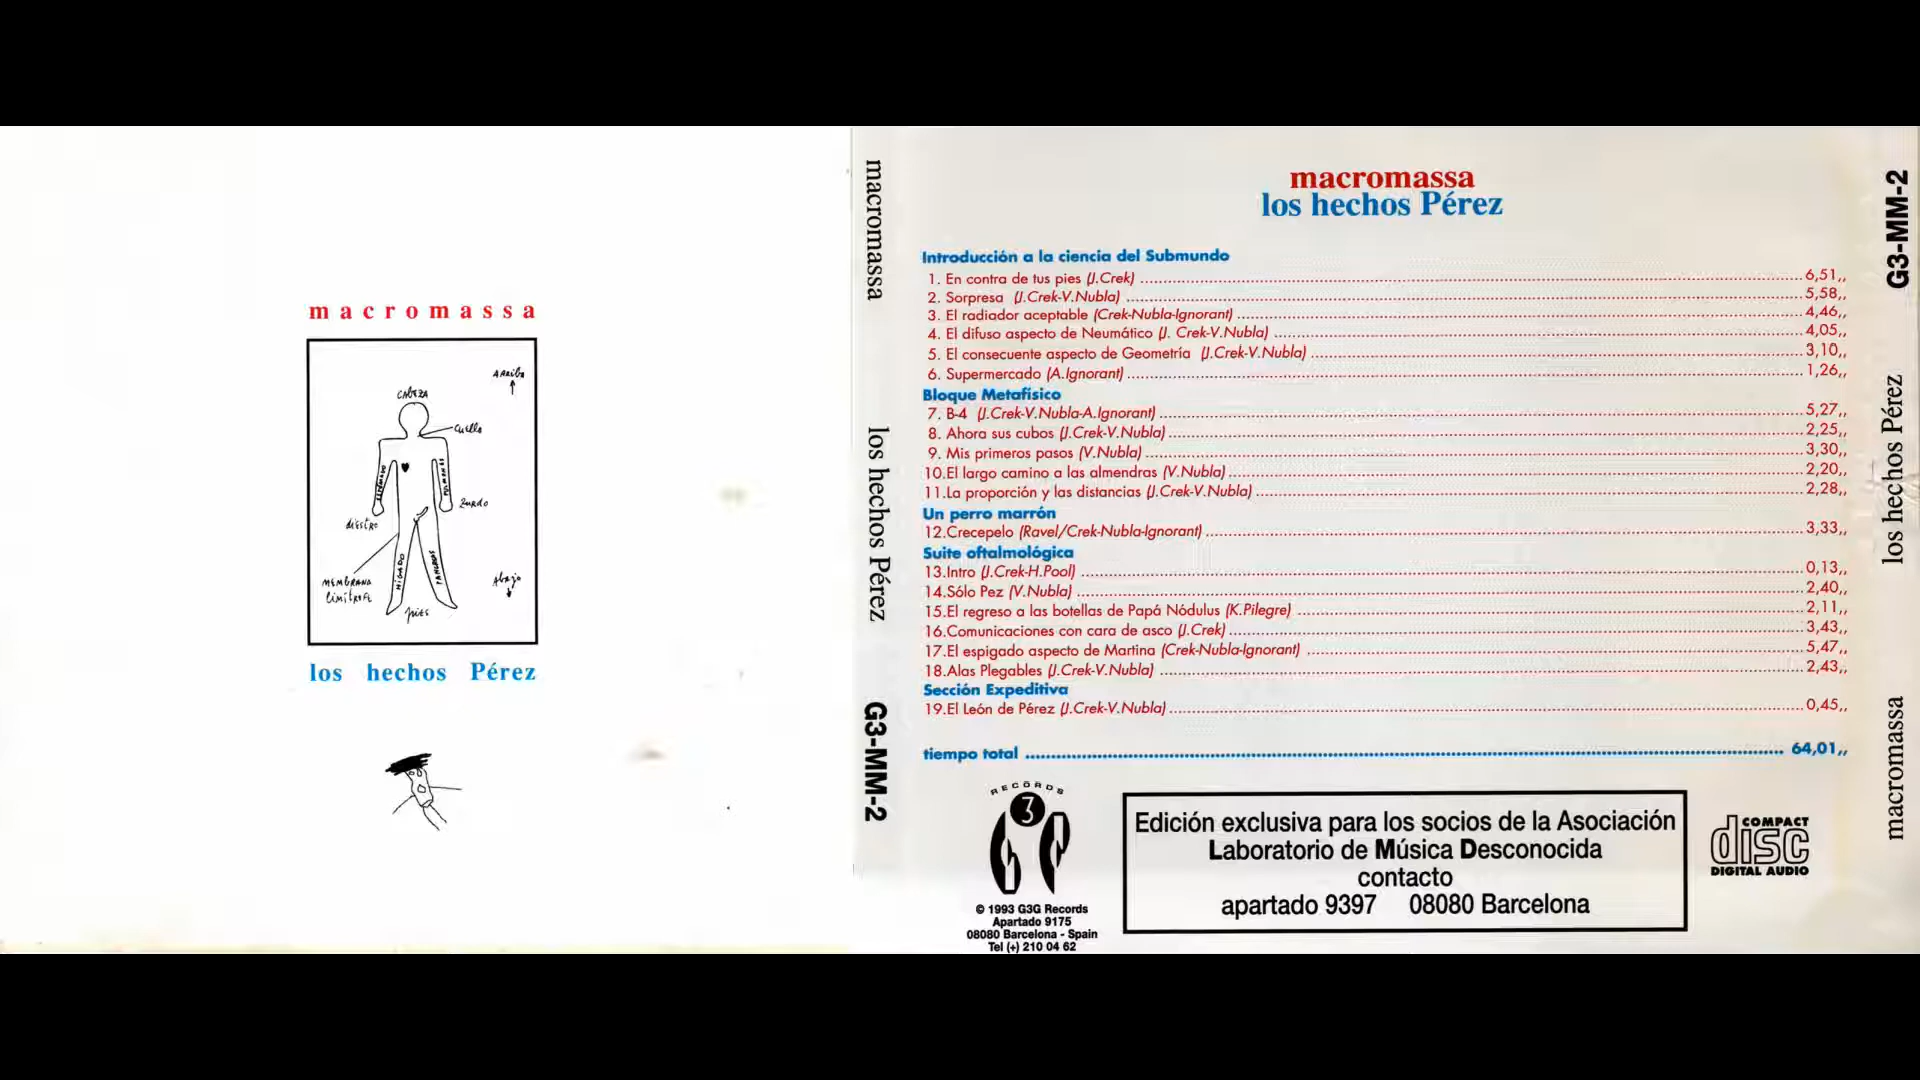 macromassa
Arriba
CABEZA
cuello
ESTÓMAGO
PULMONES
zurdo
diestro
HIGADO
PANCREAS
MEMBRANA
LIMÍTROFE
Abajo
pies
los hechos Pérez
macromassa
los hechos Pérez
G3-MM-2
macromassa
los hechos Pérez
Introducción a la ciencia del Submundo
1. En contra de tus pies (J.Crek) 6,51,,
2. Sorpresa (J.Crek-V.Nubla) 5,58,,
3. El radiador aceptable (Crek-Nubla-Ignorant) 4,46,,
4. El difuso aspecto de Neumático (J. Crek-V.Nubla) 4,05,,
5. El consecuente aspecto de Geometría (J.Crek-V.Nubla) 3,10,,
6. Supermercado (A.Ignorant) 1,26,,
Bloque Metafísico
7. B-4 (J.Crek-V.Nubla-A.Ignorant) 5,27,,
8. Ahora sus cubos (J.Crek-V.Nubla) 2,25,,
9. Mis primeros pasos (V.Nubla) 3,30,,
10.El largo camino a las almendras (V.Nubla) 2,20,,
11.La proporción y las distancias (J.Crek-V.Nubla) 2,28,,
Un perro marrón
12.Crecepelo (Ravel/Crek-Nubla-Ignorant) 3,33,,
Suite oftalmológica
13.Intro (J.Crek-H.Pool) 0,13,,
14.Sólo Pez (V.Nubla) 2,40,,
15.El regreso a las botellas de Papá Nódulus (K.Pilegre) 2,11,,
16.Comunicaciones con cara de asco (J.Crek) 3,43,,
17.El espigado aspecto de Martina (Crek-Nubla-Ignorant) 5,47,,
18.Alas Plegables (J.Crek-V.Nubla) 2,43,,
Sección Expeditiva
19.El León de Pérez (J.Crek-V.Nubla) 0,45,,
tiempo total 64,01,,
RECORDS
3
© 1993 G3G Records
Apartado 9175
08080 Barcelona - Spain
Tel (+) 210 04 62
Edición exclusiva para los socios de la Asociación
Laboratorio de Música Desconocida
contacto
apartado 9397 08080 Barcelona
COMPACT
disc
DIGITAL AUDIO
G3-MM-2
los hechos Pérez
macromassa